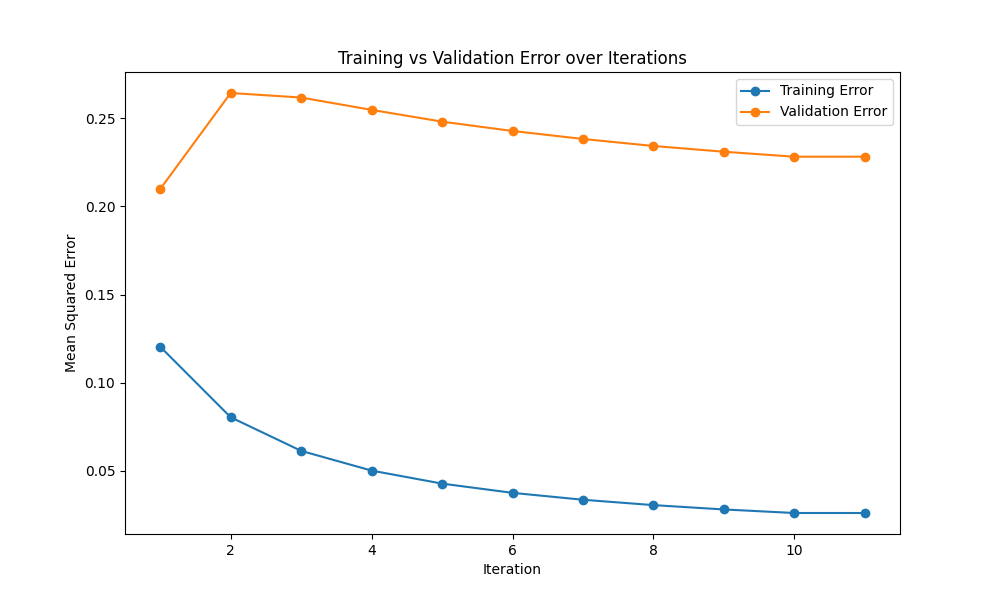 Training vs Validation Error over Iterations
Training Error
Validation Error
Mean Squared Error
0.25
0.20
0.15
0.10
0.05
2
4
6
8
10
Iteration